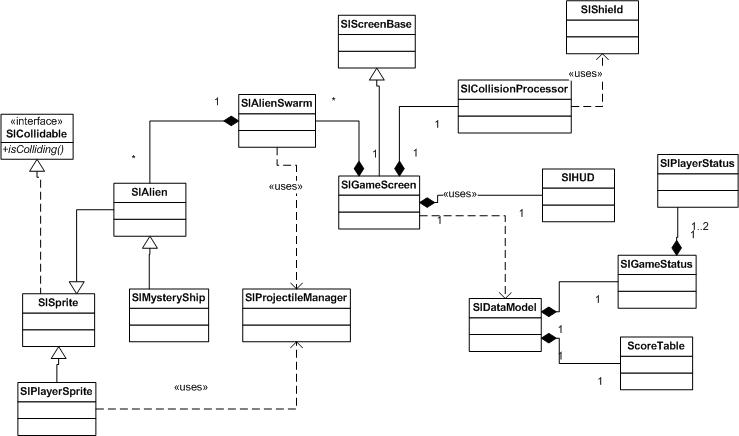 SIShield
SIScreenBase
«uses»
SICollisionProcessor
1
SIAlienSwarm
*
1
1
1
«interface»
SICollidable
+isColliding()
*
SIAlien
«uses»
SIGameScreen
«uses»
SIHUD
SIPlayerStatus
1
1
1..2
1
SIGameStatus
SISprite
SIMysteryShip
SIProjectileManager
SIDataModel
1
1
ScoreTable
1
1
SIPlayerSprite
«uses»